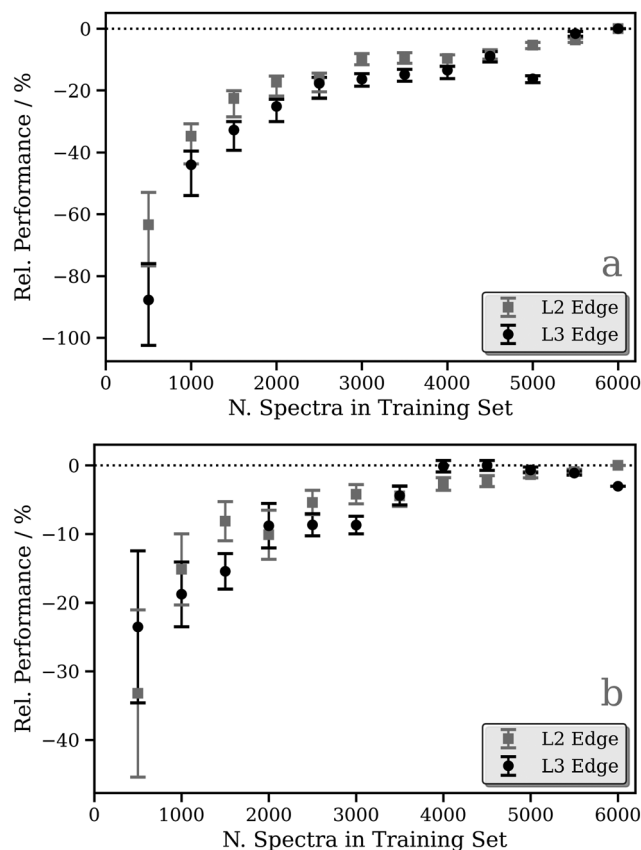 0
−20
−40
−60
−80
−100
Rel. Performance / %
a
L2 Edge
L3 Edge
0 1000 2000 3000 4000 5000 6000
N. Spectra in Training Set
0
−10
−20
−30
−40
Rel. Performance / %
b
L2 Edge
L3 Edge
0 1000 2000 3000 4000 5000 6000
N. Spectra in Training Set